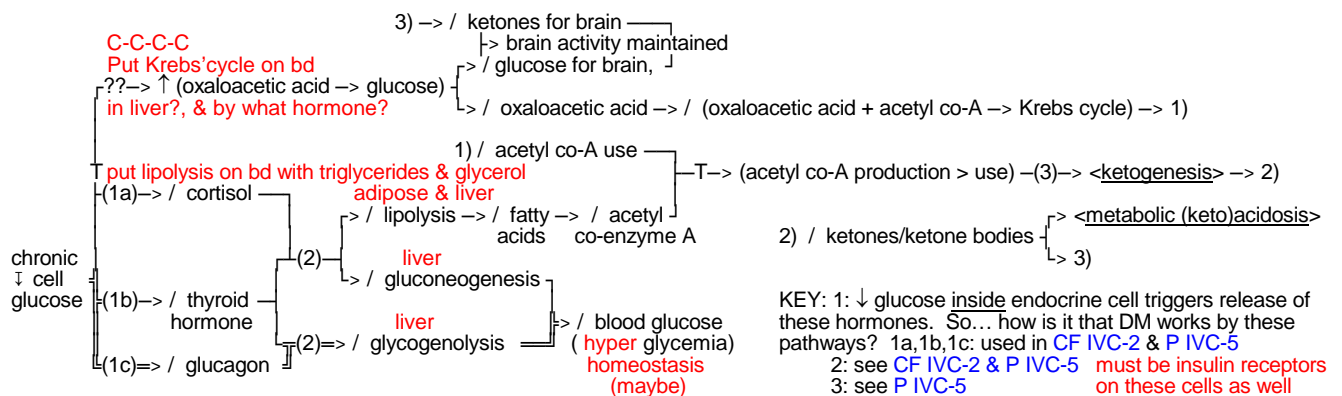 3) –> / ketones for brain
C-C-C-C
├> brain activity maintained
Put Krebs'cycle on bd
┌> / glucose for brain, ┘
??–> ↑ (oxaloacetic acid –> glucose)
in liver?, & by what hormone?
└> / oxaloacetic acid –> / (oxaloacetic acid + acetyl co-A –> Krebs cycle) –> 1)
1) / acetyl co-A use
T put lipolysis on bd with triglycerides & glycerol
adipose & liver
–T–> (acetyl co-A production > use) –(3)–> <ketogenesis> –> 2)
(1a)–> / cortisol
> / lipolysis –> / fatty –> / acetyl
acids co-enzyme A
> <metabolic (keto)acidosis>
2) / ketones/ketone bodies
> 3)
chronic
↧ cell
glucose
(2)
liver
> / gluconeogenesis
(1b)–> / thyroid
hormone
liver
(2)=> / glycogenolysis
> / blood glucose
( hyper glycemia)
homeostasis
(maybe)
(1c)=> / glucagon
KEY: 1: ↓ glucose inside endocrine cell triggers release of
these hormones. So… how is it that DM works by these
pathways? 1a,1b,1c: used in CF IVC-2 & P IVC-5
2: see CF IVC-2 & P IVC-5 must be insulin receptors
3: see P IVC-5 on these cells as well